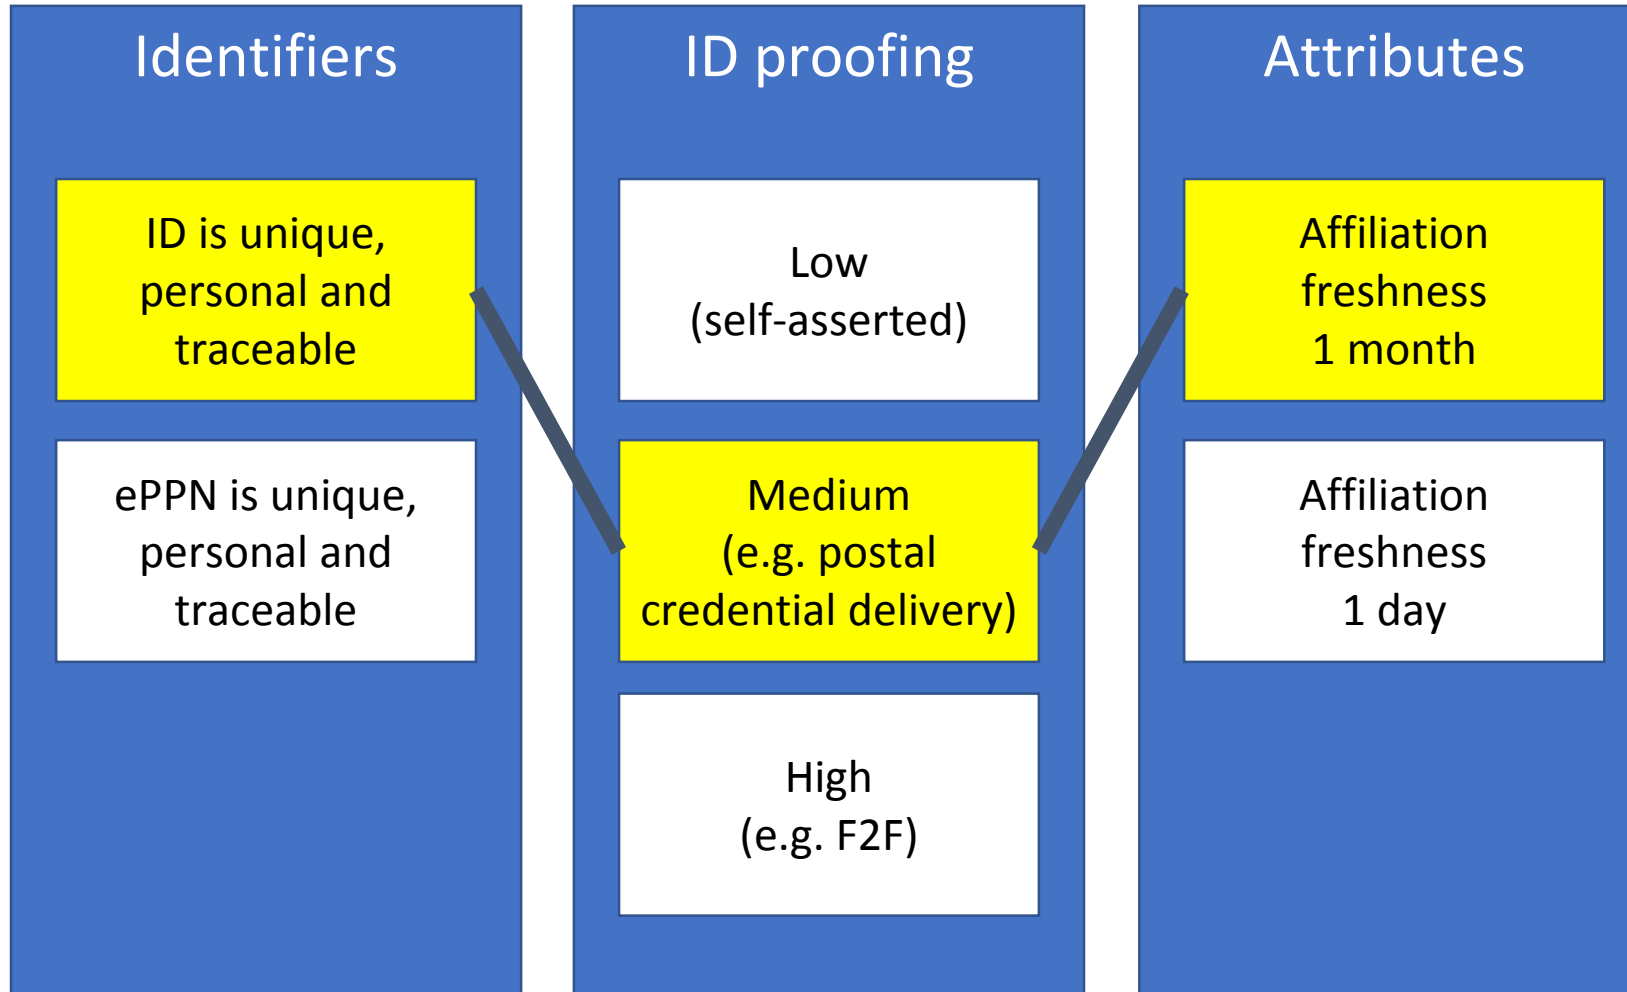 Identifiers
ID is unique,
personal and
traceable
ePPN is unique,
personal and
traceable
ID proofing
Low
(self-asserted)
Medium
(e.g. postal
credential delivery)
High
(e.g. F2F)
Attributes
Affiliation
freshness
1 month
Affiliation
freshness
1 day